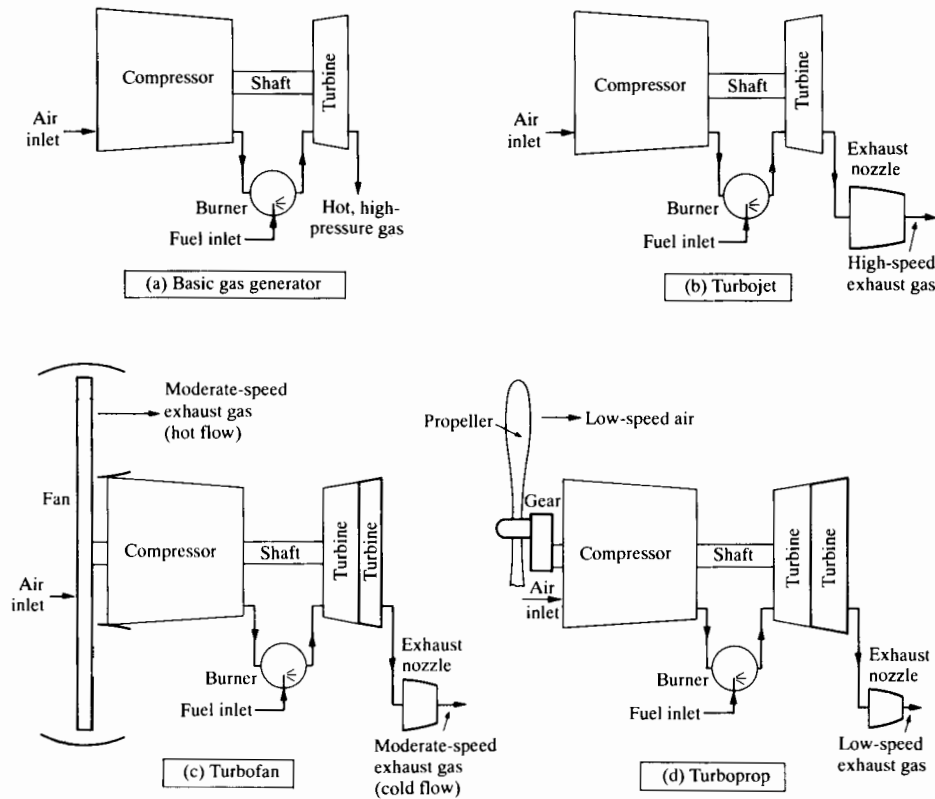 Compressor
Shaft
Turbine
Air
inlet
Burner
Fuel inlet
Hot, high-
pressure gas
(a) Basic gas generator
Compressor
Shaft
Turbine
Air
inlet
Burner
Fuel inlet
Exhaust
nozzle
High-speed
exhaust gas
(b) Turbojet
Moderate-speed
exhaust gas
(hot flow)
Fan
Compressor
Shaft
Turbine
Turbine
Air
inlet
Burner
Fuel inlet
Exhaust
nozzle
Moderate-speed
exhaust gas
(cold flow)
(c) Turbofan
Propeller
Low-speed air
Gear
Compressor
Shaft
Turbine
Turbine
Air
inlet
Burner
Fuel inlet
Exhaust
nozzle
Low-speed
exhaust gas
(d) Turboprop